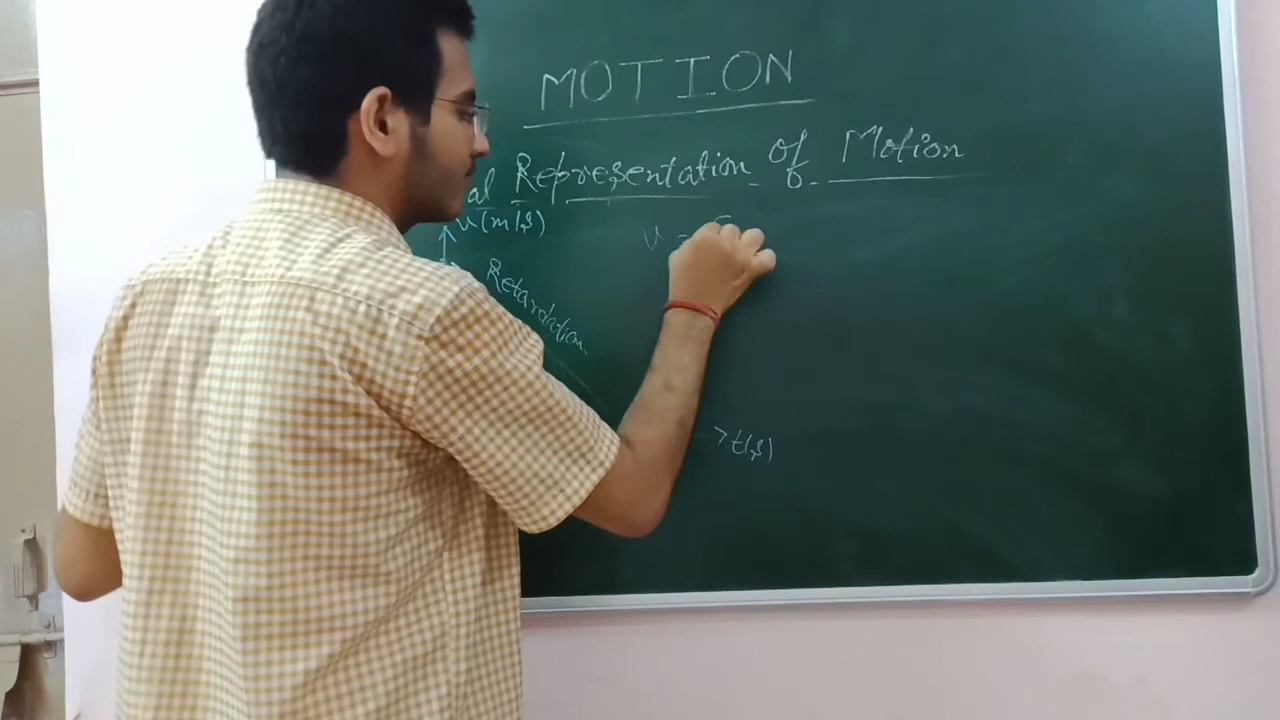 MOTION
al Representation of Motion
v(m/s)
v =
Retardation
t(s)